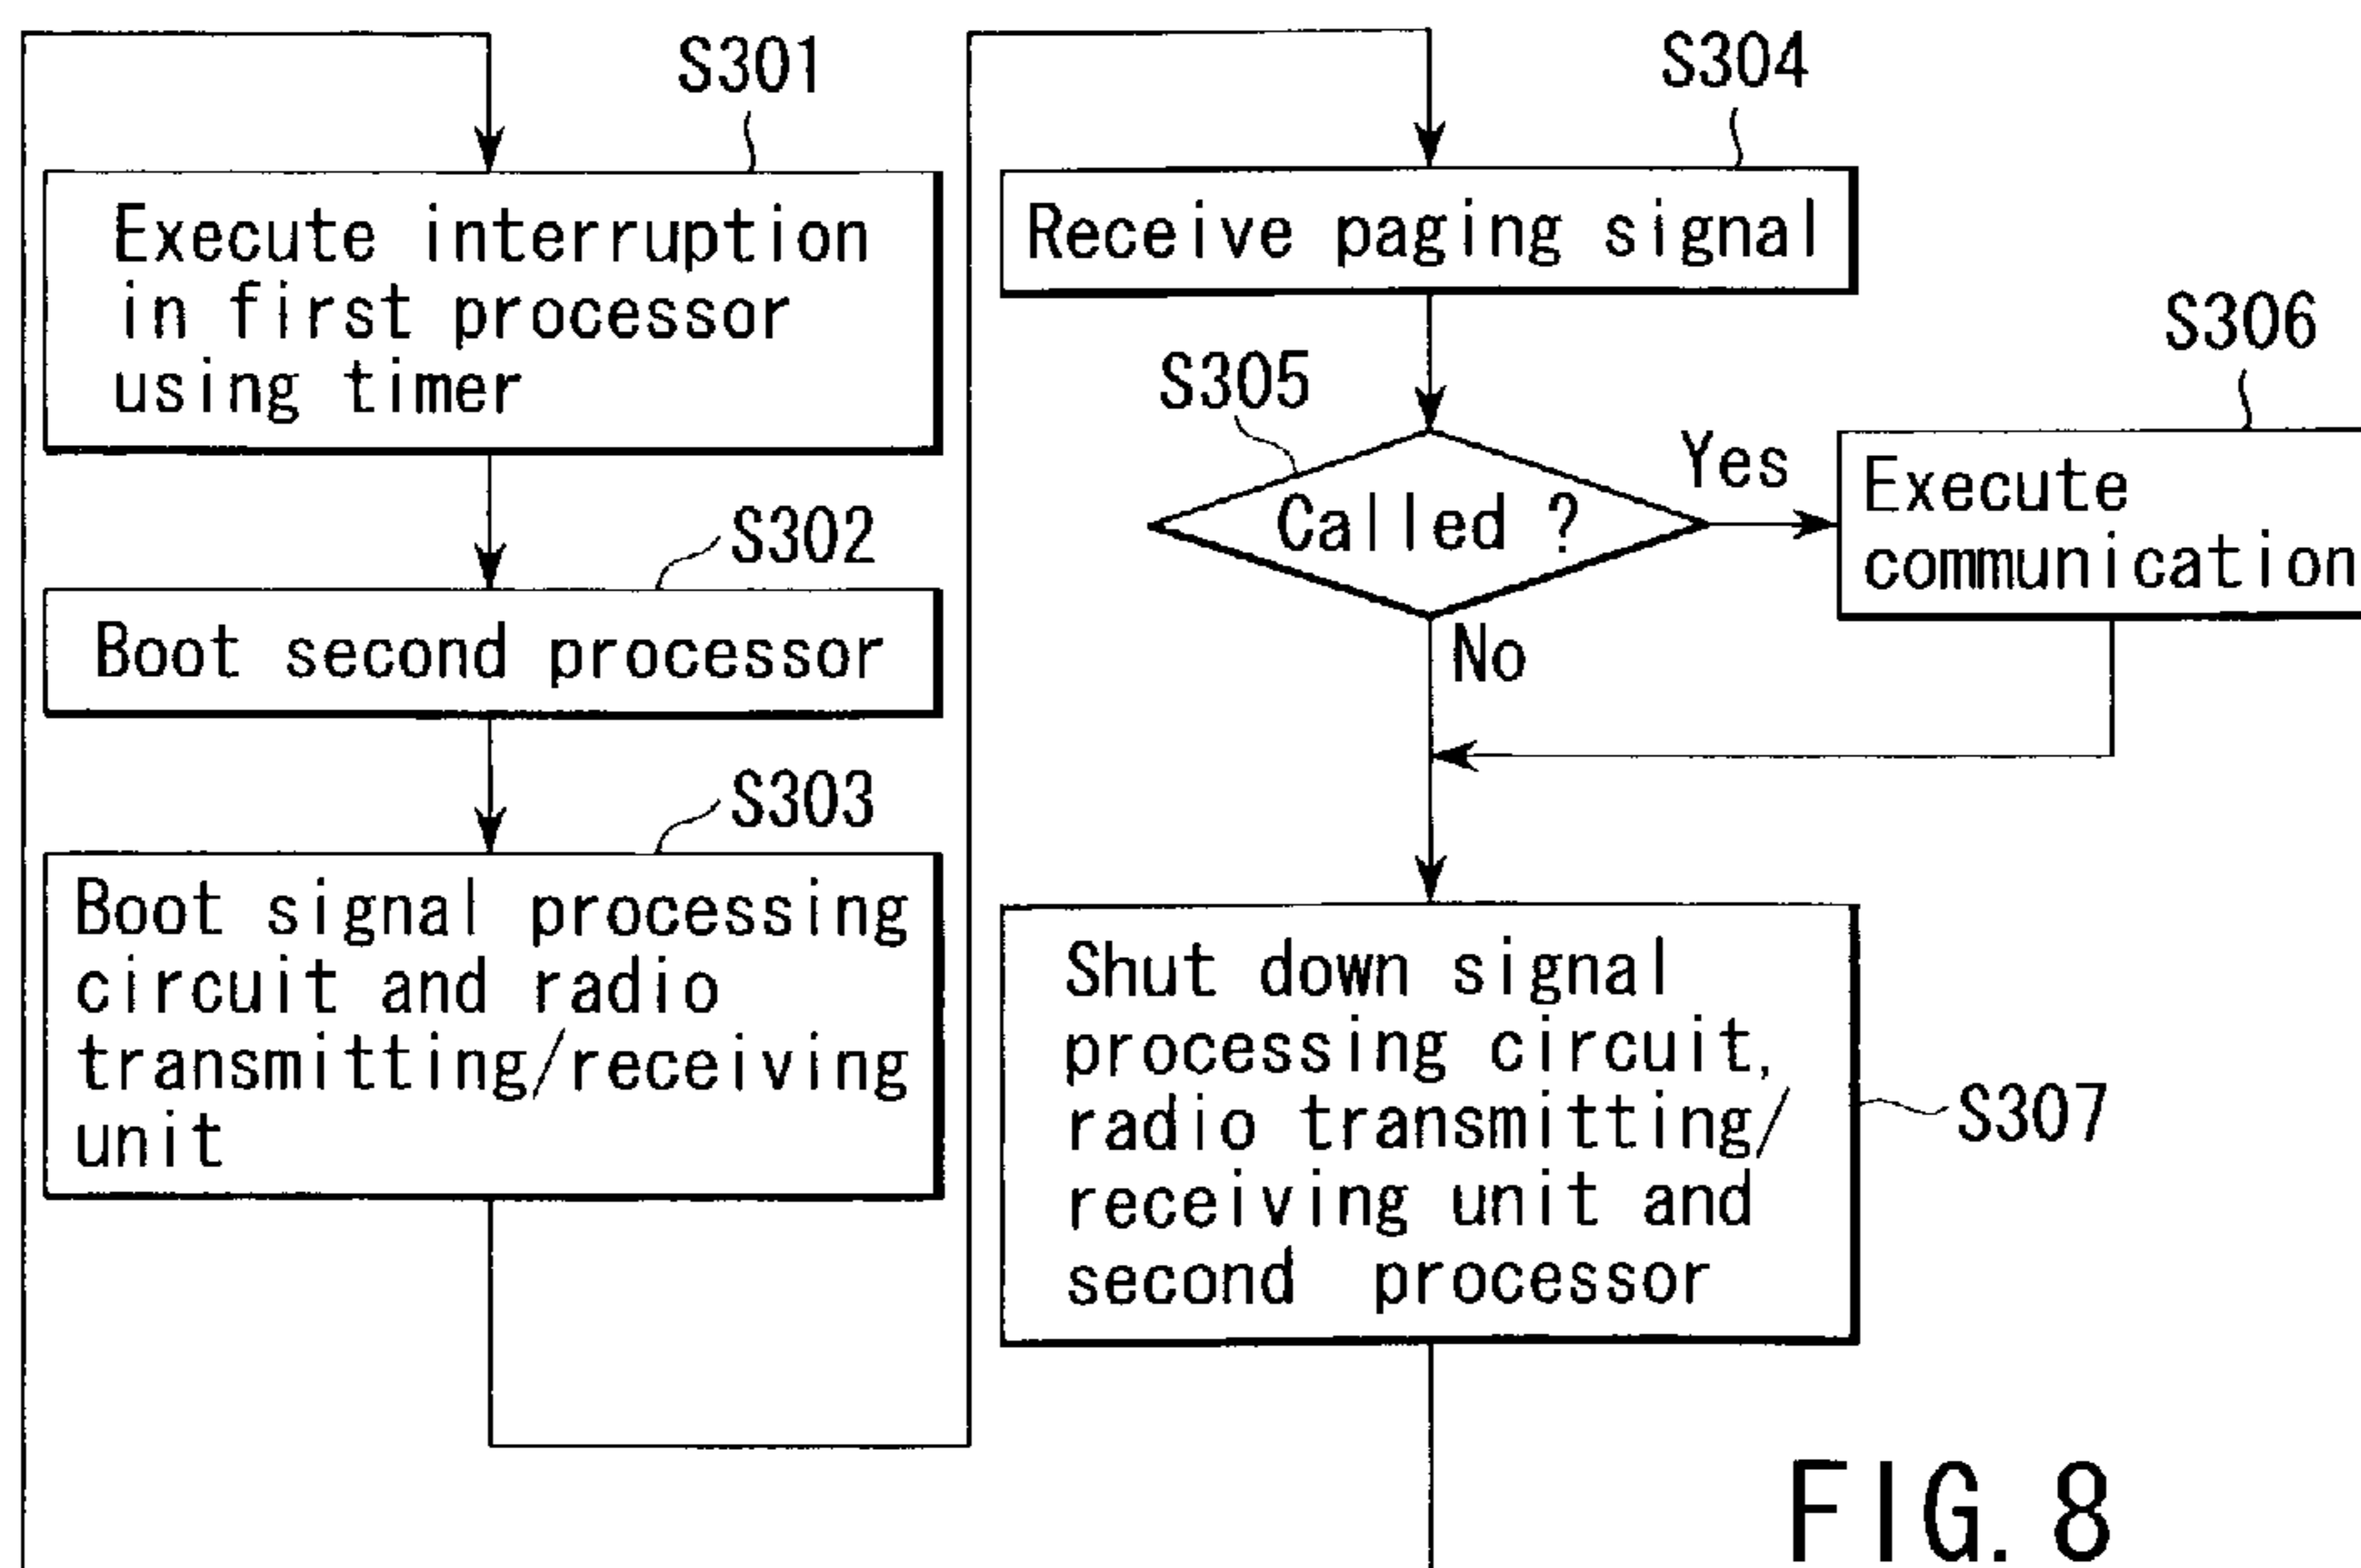 S301
Execute interruption
in first processor
using timer
S302
Boot second processor
S303
Boot signal processing
circuit and radio
transmitting/receiving
unit
S304
Receive paging signal
S305
Called ?
Yes
No
S306
Execute
communication
Shut down signal
processing circuit,
radio transmitting/
receiving unit and
second processor
S307
FIG. 8